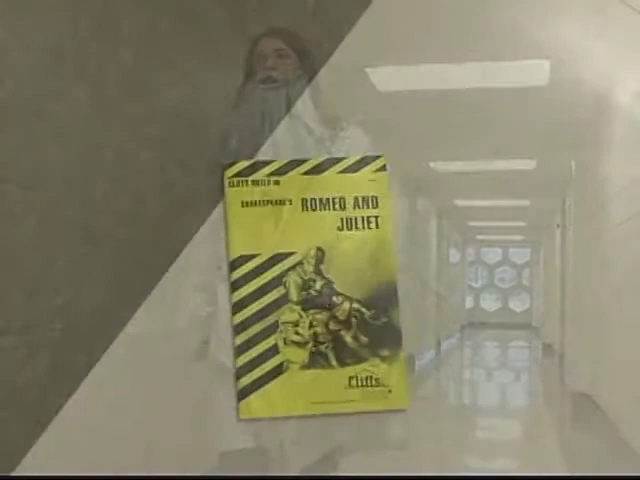 CLIFFS NOTES ON
SHAKESPEARE'S
ROMEO AND
JULIET
Cliffs